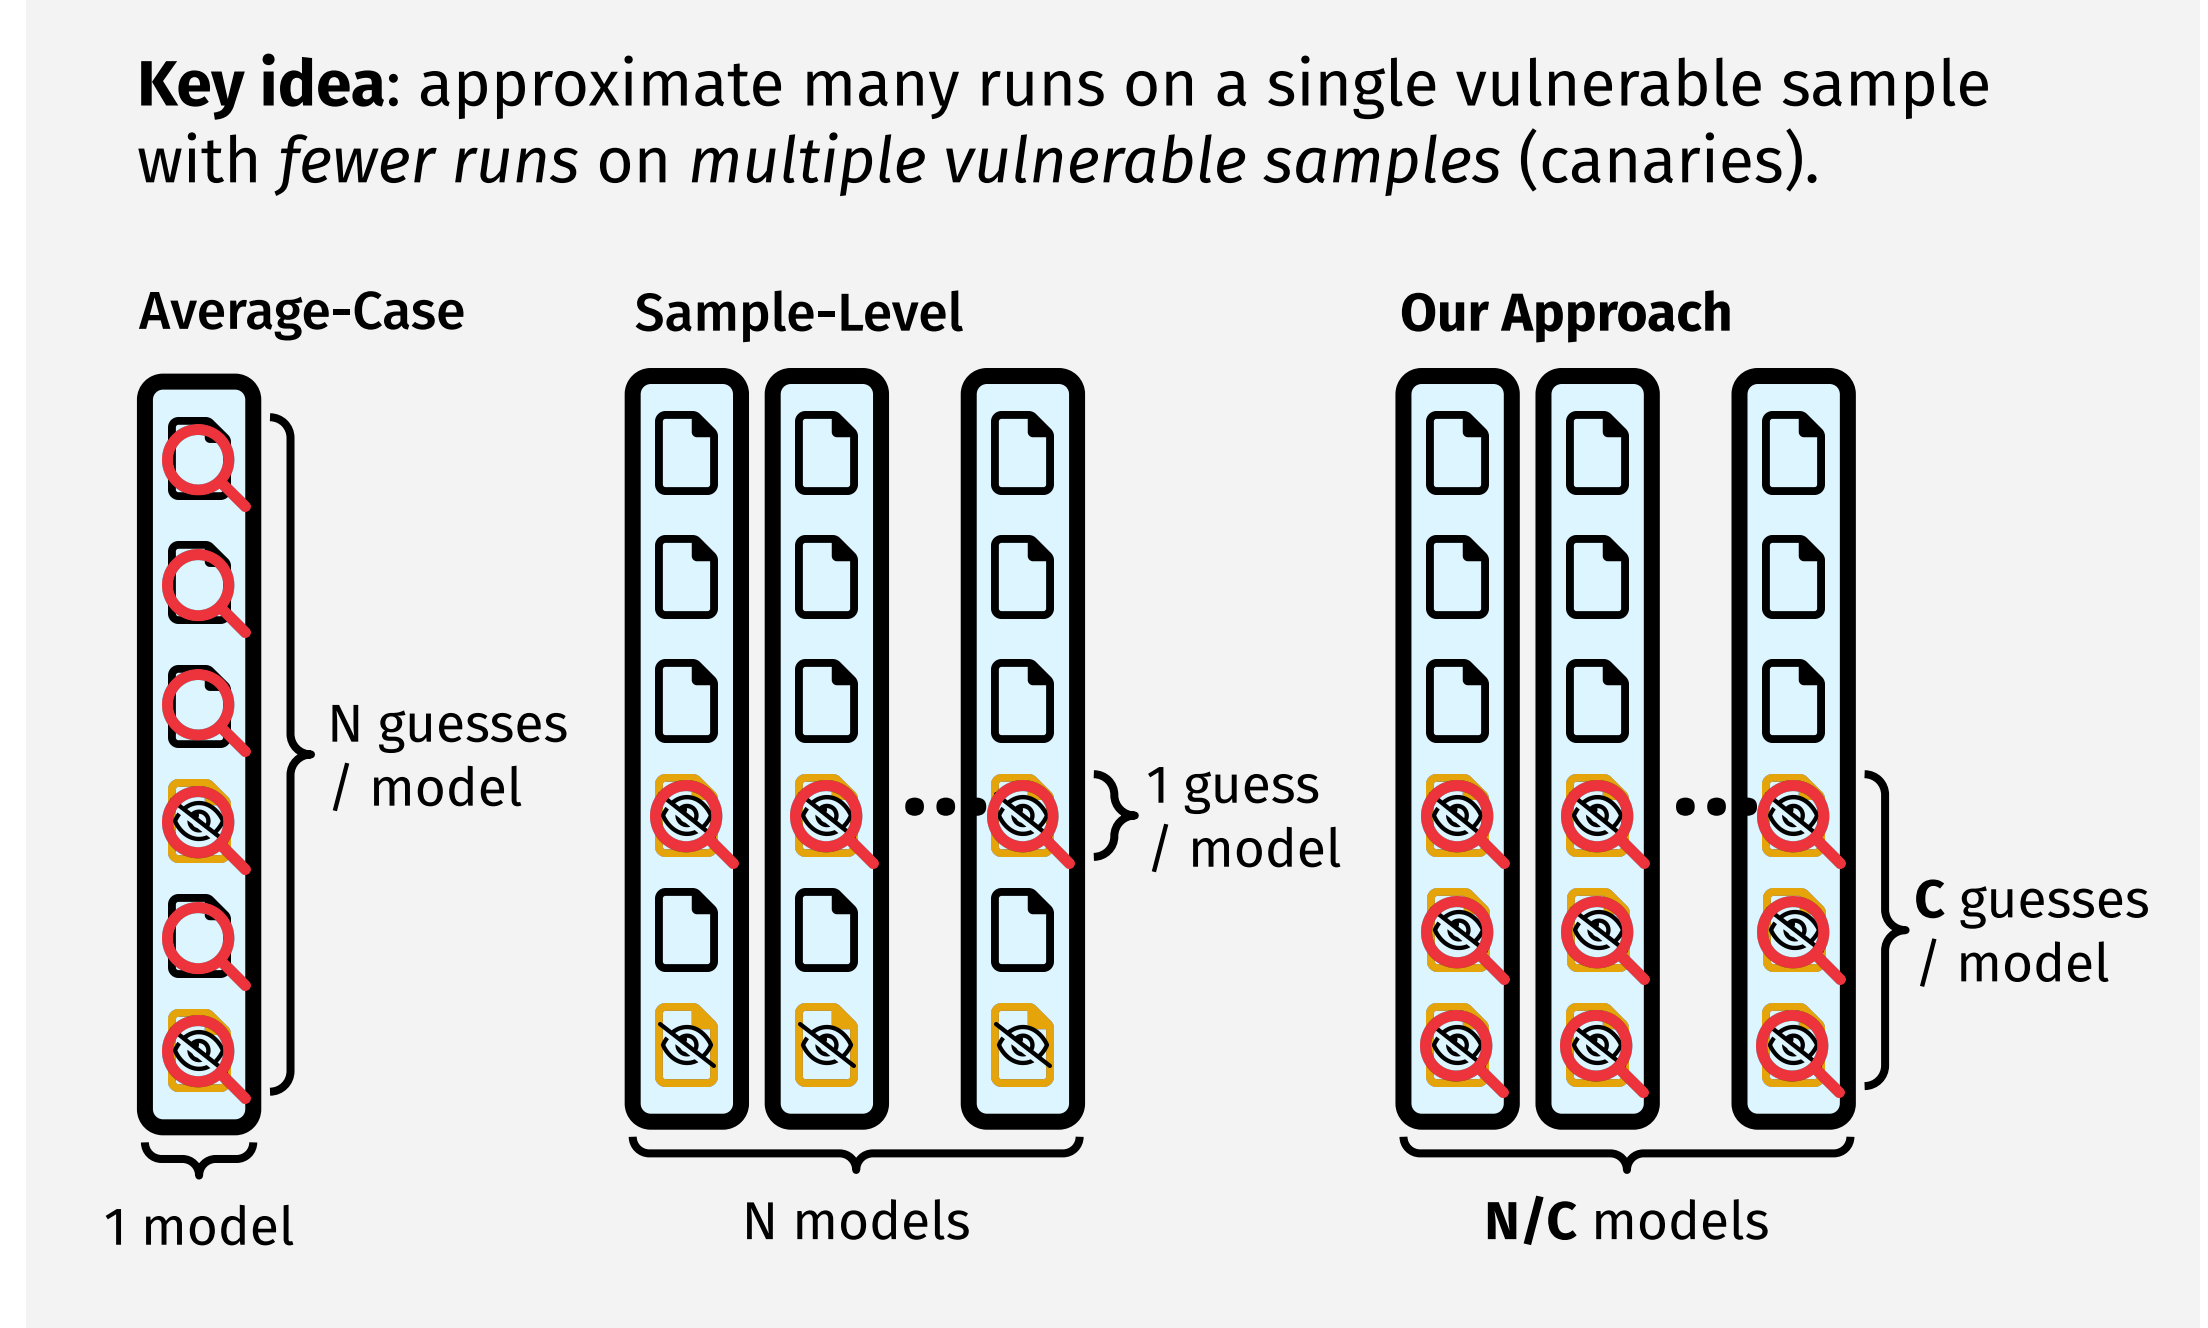 Key idea: approximate many runs on a single vulnerable sample
with fewer runs on multiple vulnerable samples (canaries).
Average-Case
Sample-Level
Our Approach
N guesses
/ model
1 guess
/ model
C guesses
/ model
1 model
N models
N/C models